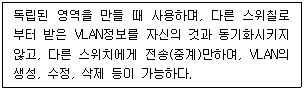 독립된 영역을 만들 때 사용하며, 다른 스위칠로
부터 받은 VLAN정보를 자신의 것과 동기화시키지
않고, 다른 스위치에게 전송(중계)만하며, VLAN의
생성, 수정, 삭제 등이 가능하다.